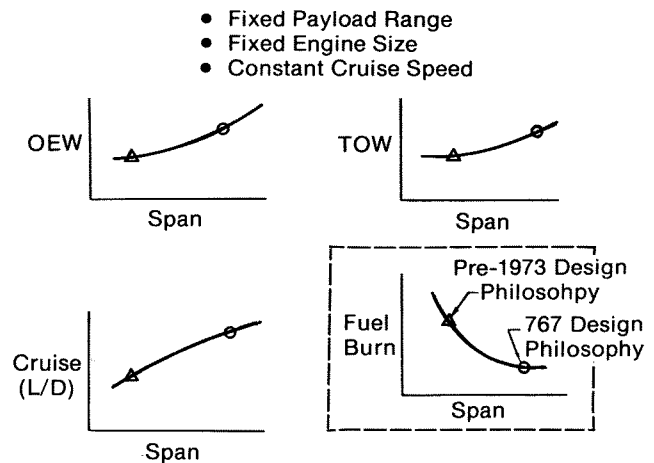 • Fixed Payload Range
• Fixed Engine Size
• Constant Cruise Speed
OEW
Span
TOW
Span
Cruise
(L/D)
Span
Pre-1973 Design
Philosohpy
767 Design
Philosophy
Fuel
Burn
Span